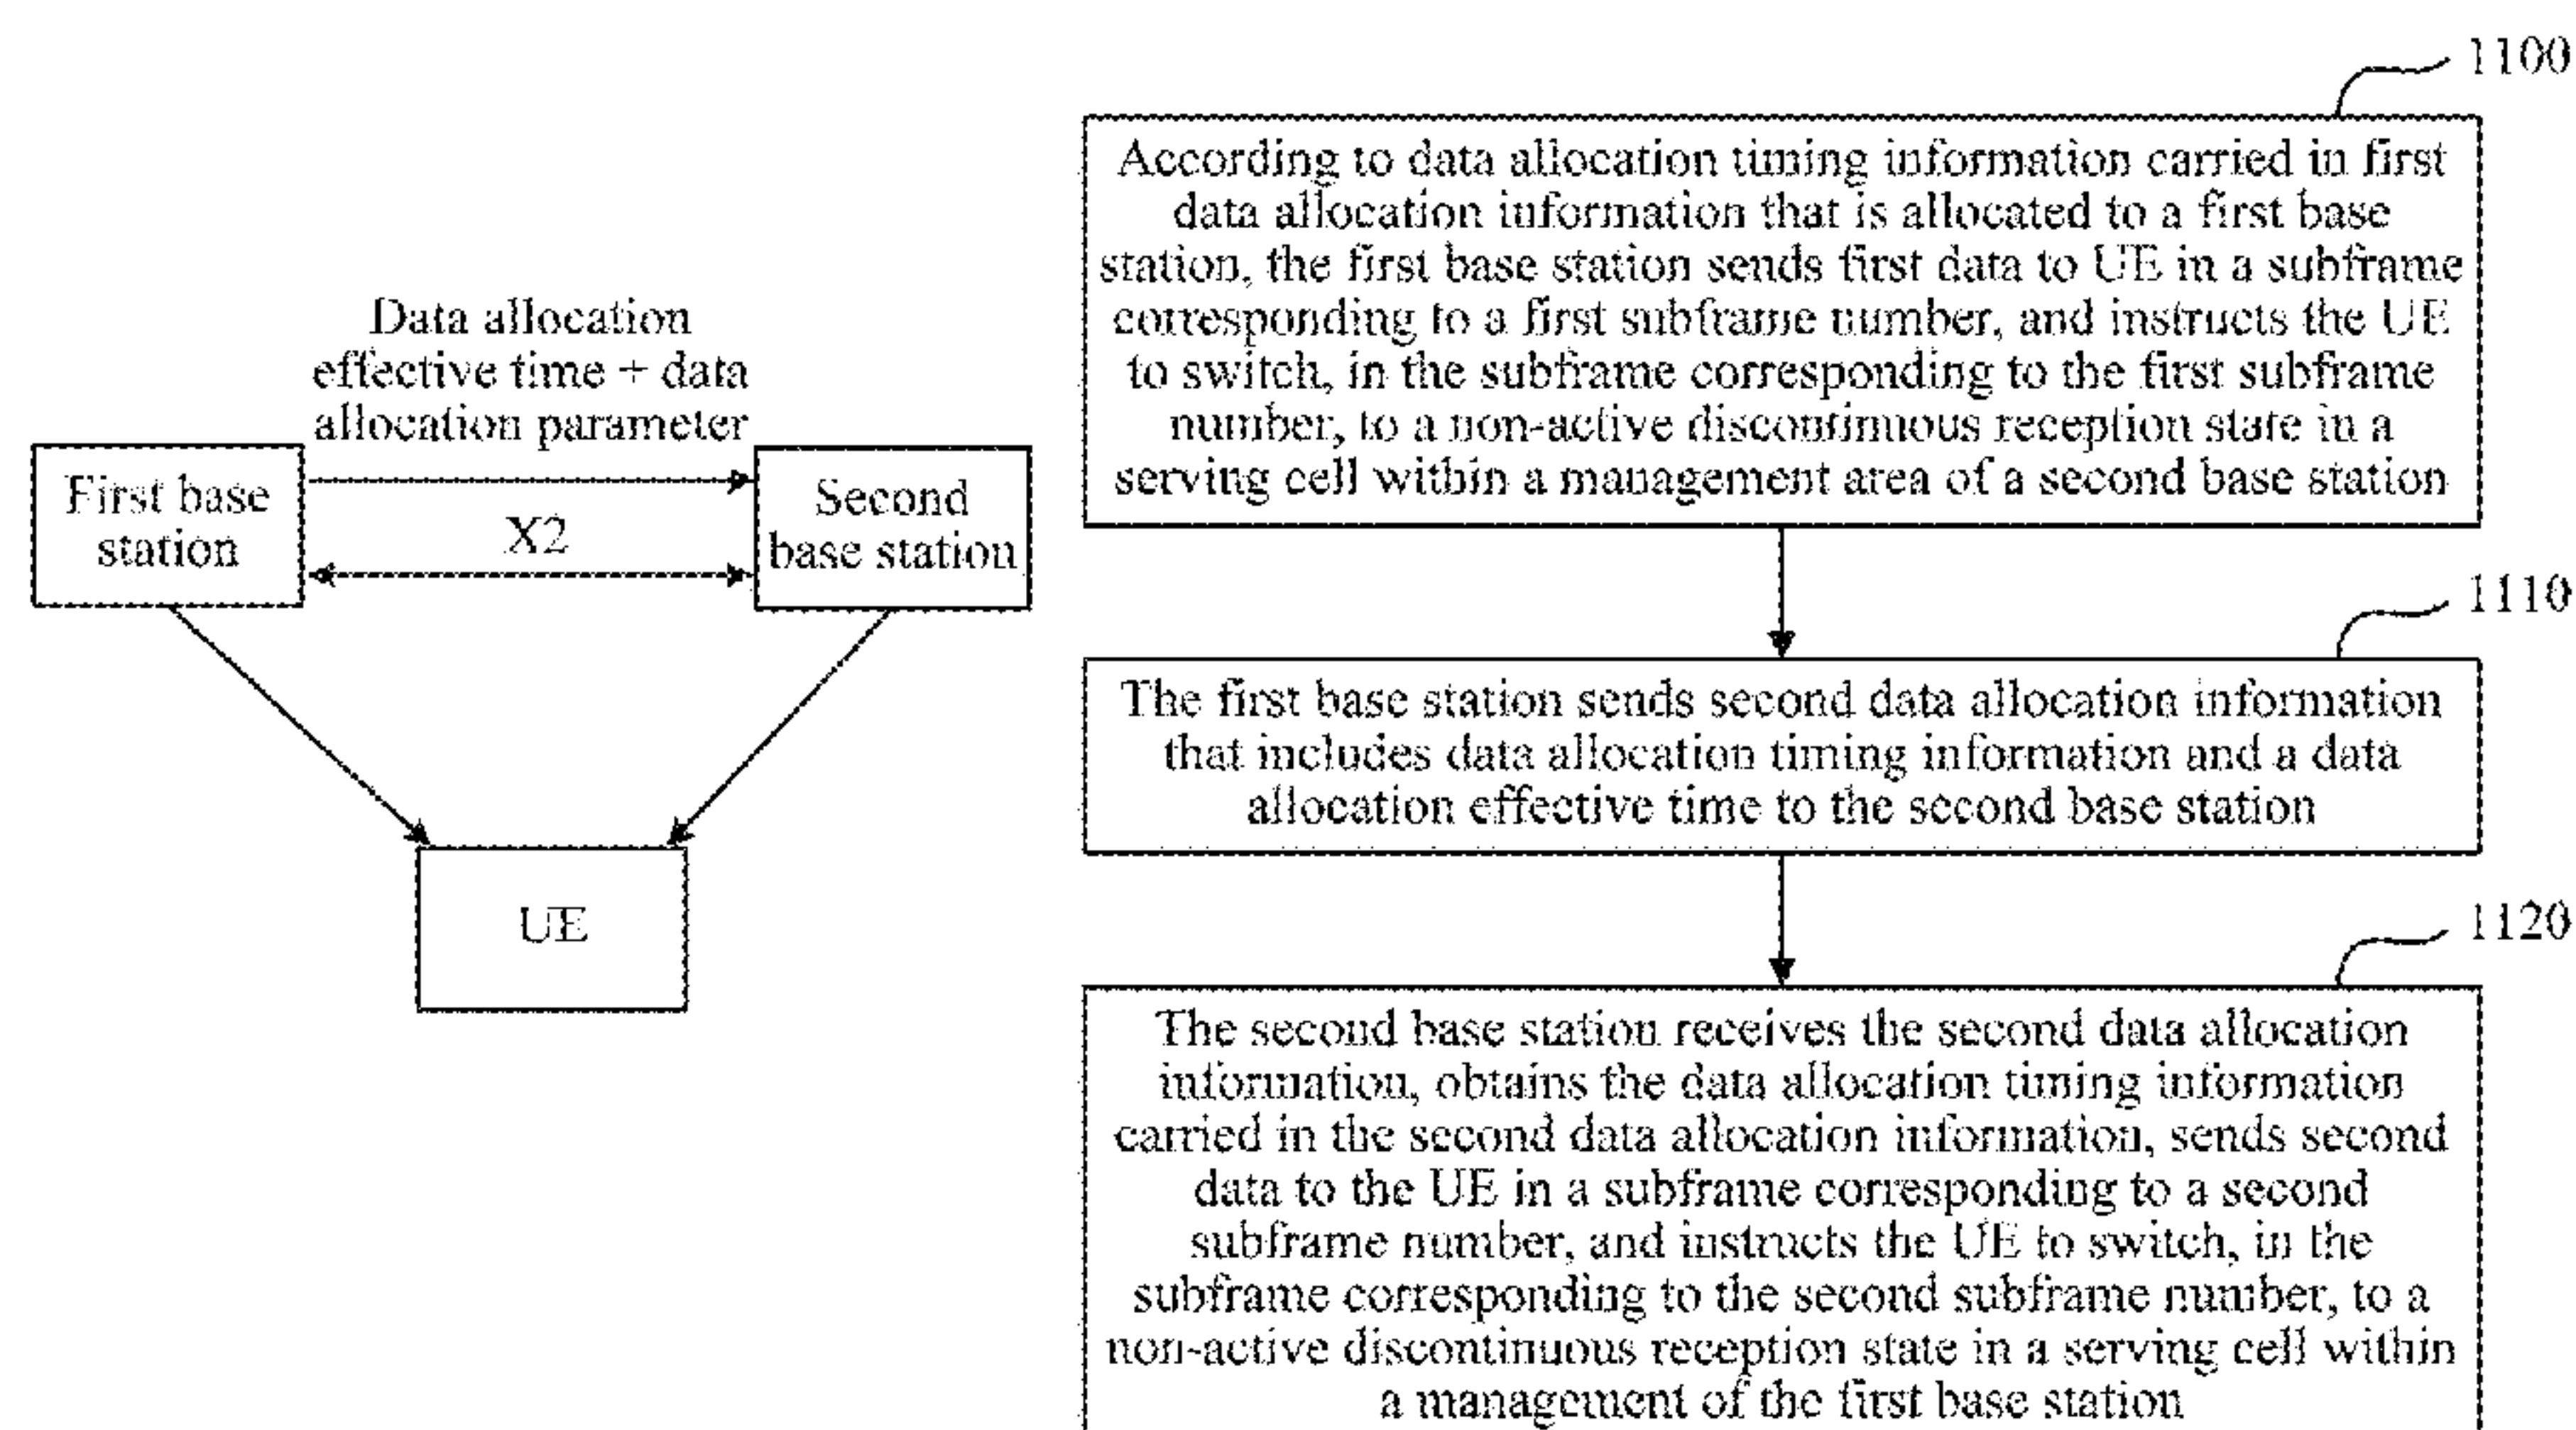 Data allocation
effective time + data
allocation parameter
First base
station
X2
Second
base station
UE
1100
According to data allocation timing information carried in first
data allocation information that is allocated to a first base
station, the first base station sends first data to UE in a subframe
corresponding to a first subframe number, and instructs the UE
to switch, in the subframe corresponding to the first subframe
number, to a non-active discontinuous reception state in a
serving cell within a management area of a second base station
1110
The first base station sends second data allocation information
that includes data allocation timing information and a data
allocation effective time to the second base station
1120
The second base station receives the second data allocation
information, obtains the data allocation timing information
carried in the second data allocation information, sends second
data to the UE in a subframe corresponding to a second
subframe number, and instructs the UE to switch, in the
subframe corresponding to the second subframe number, to a
non-active discontinuous reception state in a serving cell within
a management of the first base station